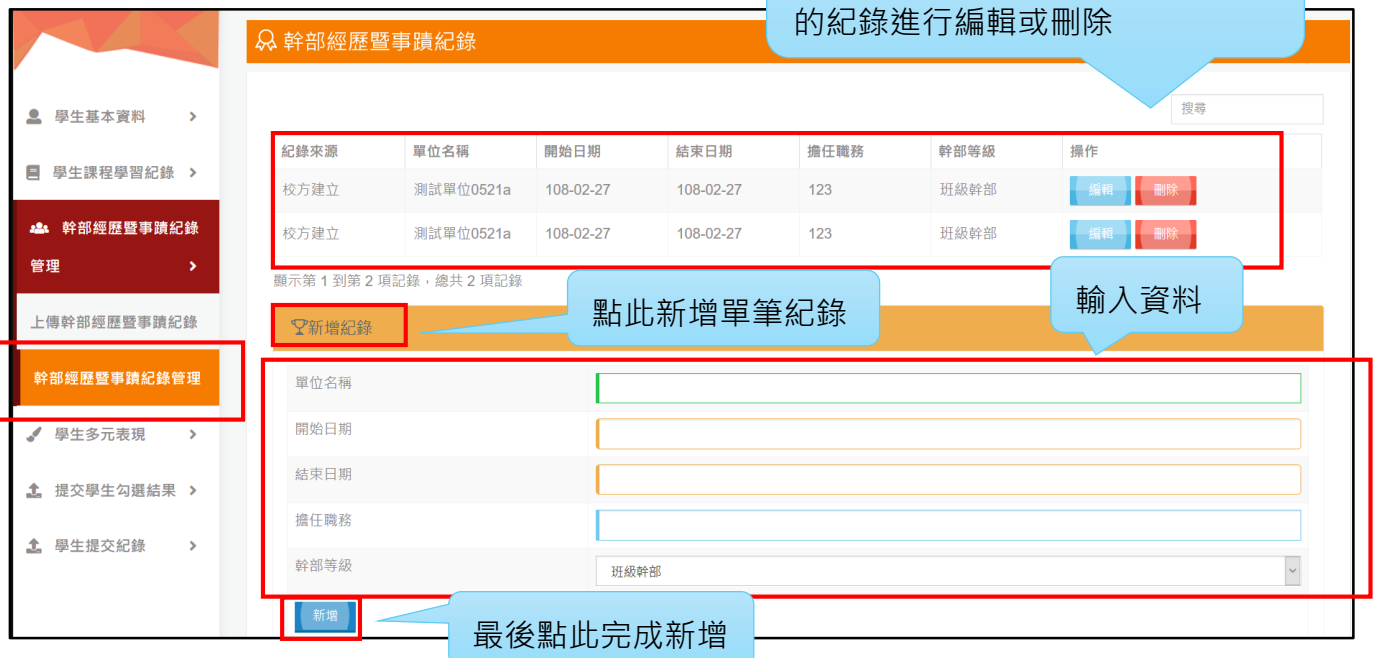 的紀錄進行編輯或刪除
幹部經歷暨事蹟紀錄
搜尋
學生基本資料
學生課程學習紀錄
幹部經歷暨事蹟紀錄
管理
上傳幹部經歷暨事蹟紀錄
幹部經歷暨事蹟紀錄管理
學生多元表現
提交學生勾選結果
學生提交紀錄
紀錄來源 單位名稱 開始日期 結束日期 擔任職務 幹部等級 操作
校方建立 測試單位0521a 108-02-27 108-02-27 123 班級幹部 編輯 刪除
校方建立 測試單位0521a 108-02-27 108-02-27 123 班級幹部 編輯 刪除
顯示第 1 到第 2 項記錄，總共 2 項記錄
點此新增單筆紀錄
輸入資料
新增紀錄
單位名稱
開始日期
結束日期
擔任職務
幹部等級 班級幹部
新增
最後點此完成新增